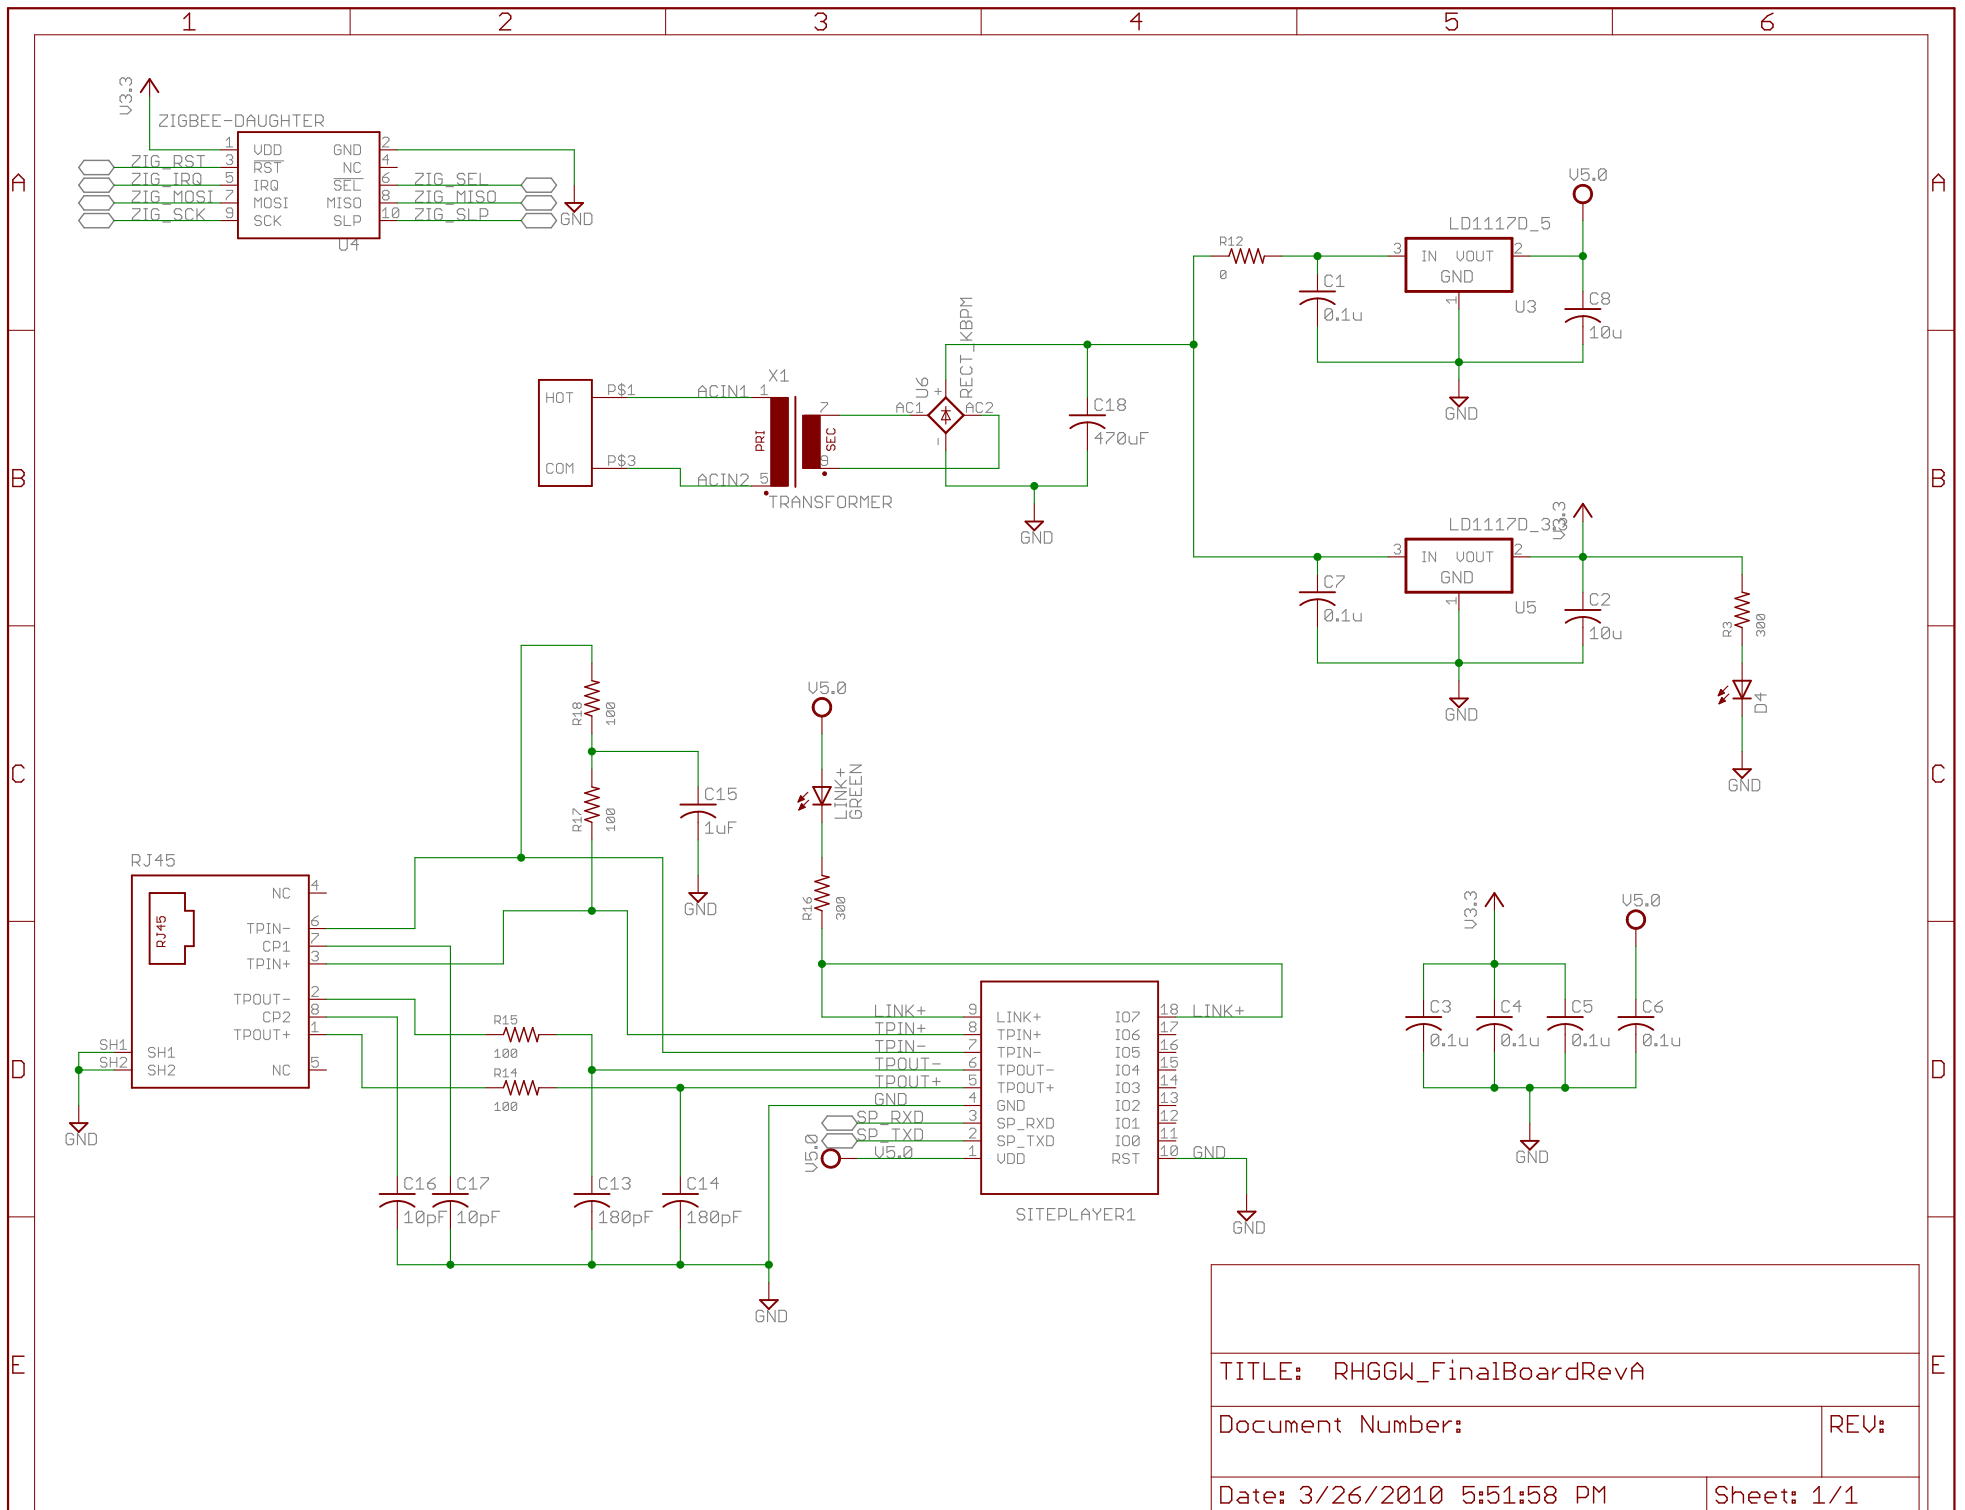 1 2 3 4 5 6
A A
B B
C C
D D
E E
V3.3
ZIGBEE-DAUGHTER
1 VDD GND 2
ZIG_RST 3 RST NC 4
ZIG_IRQ 5 IRQ SEL 6 ZIG_SEL
ZIG_MOSI 7 MOSI MISO 8 ZIG_MISO
ZIG_SCK 9 SCK SLP 10 ZIG_SLP
U4
GND
V5.0
LD1117D_5
R12
0
3 IN VOUT 2
GND
1
U3
C1
0.1u
C8
10u
GND
HOT P$1 ACIN1 1
COM P$3 ACIN2 5
X1
PRI
SEC
7
9
TRANSFORMER
U6
RECT_KBPM
AC1 + AC2
-
C18
470uF
GND
V3.3
LD1117D_3.3
3 IN VOUT 2
GND
1
U5
C7
0.1u
C2
10u
GND
R3
300
D4
GND
R18
100
R17
100
C15
1uF
GND
V5.0
LINK+
GREEN
R16
300
RJ45
RJ45
NC 4
TPIN- 6
CP1 7
TPIN+ 3
TPOUT- 2
CP2 8
TPOUT+ 1
NC 5
SH1 SH1
SH2 SH2
GND
R15
100
R14
100
LINK+ 9 LINK+ IO7 18 LINK+
TPIN+ 8 TPIN+ IO6 17
TPIN- 7 TPIN- IO5 16
TPOUT- 6 TPOUT- IO4 15
TPOUT+ 5 TPOUT+ IO3 14
GND 4 GND IO2 13
SP_RXD 3 SP_RXD IO1 12
SP_TXD 2 SP_TXD IO0 11
V5.0 V5.0 1 VDD RST 10 GND
SITEPLAYER1
GND
C16
10pF
C17
10pF
C13
180pF
C14
180pF
GND
V3.3
V5.0
C3
0.1u
C4
0.1u
C5
0.1u
C6
0.1u
GND
TITLE: RHGGW_FinalBoardRevA
Document Number:
REV:
Date: 3/26/2010 5:51:58 PM
Sheet: 1/1